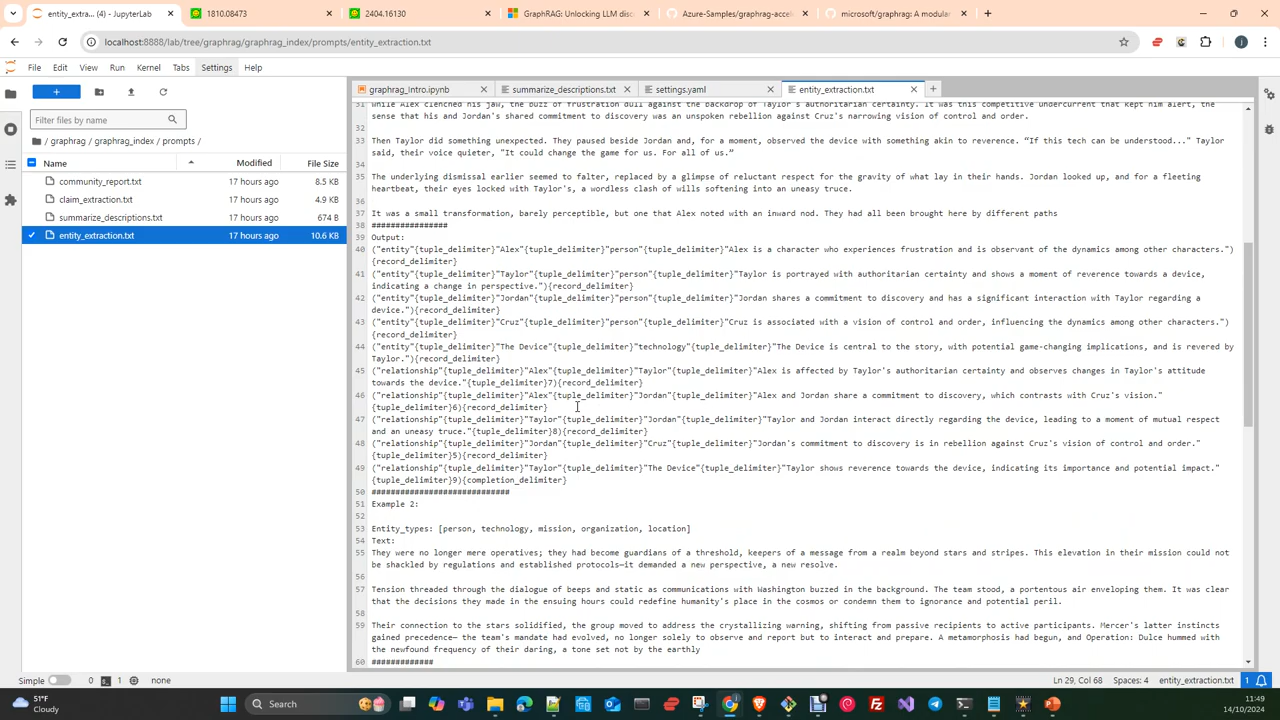 entity_... (4) - JupyterLab
1810.08473
2404.16130
GraphRAG: Unlocking LLM disc
Azure-Samples/graphrag-accele
microsoft/graphrag: A modular
localhost:8888/lab/tree/graphrag/graphrag_index/prompts/entity_extraction.txt
File Edit View Run Kernel Tabs Settings Help
graphrag_Intro.ipynb
summarize_descriptions.txt
settings.yaml
entity_extraction.txt
Filter files by name
/ graphrag / graphrag_index / prompts /
Name Modified File Size
community_report.txt 17 hours ago 8.5 KB
claim_extraction.txt 17 hours ago 4.9 KB
summarize_descriptions.txt 17 hours ago 674 B
entity_extraction.txt 17 hours ago 10.6 KB
31 while Alex clenched his jaw, the buzz of frustration dull against the backdrop of Taylor's authoritarian certainty. It was this competitive undercurrent that kept him alert, the
sense that his and Jordan's shared commitment to discovery was an unspoken rebellion against Cruz's narrowing vision of control and order.
32
33 Then Taylor did something unexpected. They paused beside Jordan and, for a moment, observed the device with something akin to reverence. “If this tech can be understood..." Taylor
said, their voice quieter, "It could change the game for us. For all of us.”
34
35 The underlying dismissal earlier seemed to falter, replaced by a glimpse of reluctant respect for the gravity of what lay in their hands. Jordan looked up, and for a fleeting
heartbeat, their eyes locked with Taylor's, a wordless clash of wills softening into an uneasy truce.
36
37 It was a small transformation, barely perceptible, but one that Alex noted with an inward nod. They had all been brought here by different paths
38 ################
39 Output:
40 ("entity"{tuple_delimiter}"Alex"{tuple_delimiter}"person"{tuple_delimiter}"Alex is a character who experiences frustration and is observant of the dynamics among other characters.")
{record_delimiter}
41 ("entity"{tuple_delimiter}"Taylor"{tuple_delimiter}"person"{tuple_delimiter}"Taylor is portrayed with authoritarian certainty and shows a moment of reverence towards a device,
indicating a change in perspective."){record_delimiter}
42 ("entity"{tuple_delimiter}"Jordan"{tuple_delimiter}"person"{tuple_delimiter}"Jordan shares a commitment to discovery and has a significant interaction with Taylor regarding a
device."){record_delimiter}
43 ("entity"{tuple_delimiter}"Cruz"{tuple_delimiter}"person"{tuple_delimiter}"Cruz is associated with a vision of control and order, influencing the dynamics among other characters.")
{record_delimiter}
44 ("entity"{tuple_delimiter}"The Device"{tuple_delimiter}"technology"{tuple_delimiter}"The Device is central to the story, with potential game-changing implications, and is revered by
Taylor."){record_delimiter}
45 ("relationship"{tuple_delimiter}"Alex"{tuple_delimiter}"Taylor"{tuple_delimiter}"Alex is affected by Taylor's authoritarian certainty and observes changes in Taylor's attitude
towards the device."{tuple_delimiter}7){record_delimiter}
46 ("relationship"{tuple_delimiter}"Alex"{tuple_delimiter}"Jordan"{tuple_delimiter}"Alex and Jordan share a commitment to discovery, which contrasts with Cruz's vision."
{tuple_delimiter}6){record_delimiter}
47 ("relationship"{tuple_delimiter}"Taylor"{tuple_delimiter}"Jordan"{tuple_delimiter}"Taylor and Jordan interact directly regarding the device, leading to a moment of mutual respect
and an uneasy truce."{tuple_delimiter}8){record_delimiter}
48 ("relationship"{tuple_delimiter}"Jordan"{tuple_delimiter}"Cruz"{tuple_delimiter}"Jordan's commitment to discovery is in rebellion against Cruz's vision of control and order."
{tuple_delimiter}5){record_delimiter}
49 ("relationship"{tuple_delimiter}"Taylor"{tuple_delimiter}"The Device"{tuple_delimiter}"Taylor shows reverence towards the device, indicating its importance and potential impact."
{tuple_delimiter}9){completion_delimiter}
50 #############################
51 Example 2:
52
53 Entity_types: [person, technology, mission, organization, location]
54 Text:
55 They were no longer mere operatives; they had become guardians of a threshold, keepers of a message from a realm beyond stars and stripes. This elevation in their mission could not
be shackled by regulations and established protocols—it demanded a new perspective, a new resolve.
56
57 Tension threaded through the dialogue of beeps and static as communications with Washington buzzed in the background. The team stood, a portentous air enveloping them. It was clear
that the decisions they made in the ensuing hours could redefine humanity's place in the cosmos or condemn them to ignorance and potential peril.
58
59 Their connection to the stars solidified, the group moved to address the crystallizing warning, shifting from passive recipients to active participants. Mercer's latter instincts
gained precedence— the team's mandate had evolved, no longer solely to observe and report but to interact and prepare. A metamorphosis had begun, and Operation: Dulce hummed with
the newfound frequency of their daring, a tone set not by the earthly
60 #############
Simple 0 1 none Ln 29, Col 68 Spaces: 4 entity_extraction.txt 1
51°F
Cloudy
Search
11:49
14/10/2024